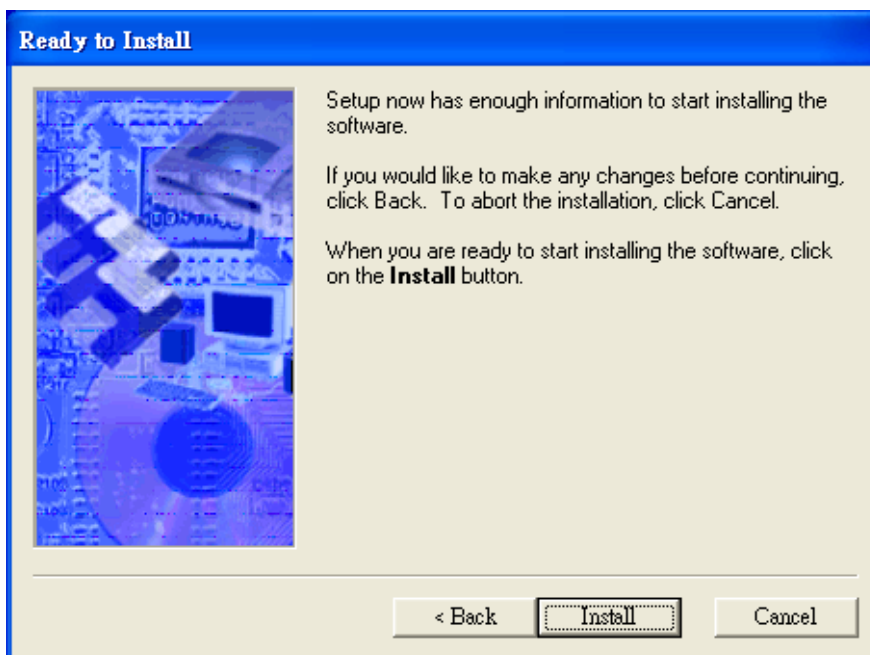 Ready to Install
Setup now has enough information to start installing the
software.
If you would like to make any changes before continuing,
click Back. To abort the installation, click Cancel.
When you are ready to start installing the software, click
on the Install button.
< Back
Install
Cancel